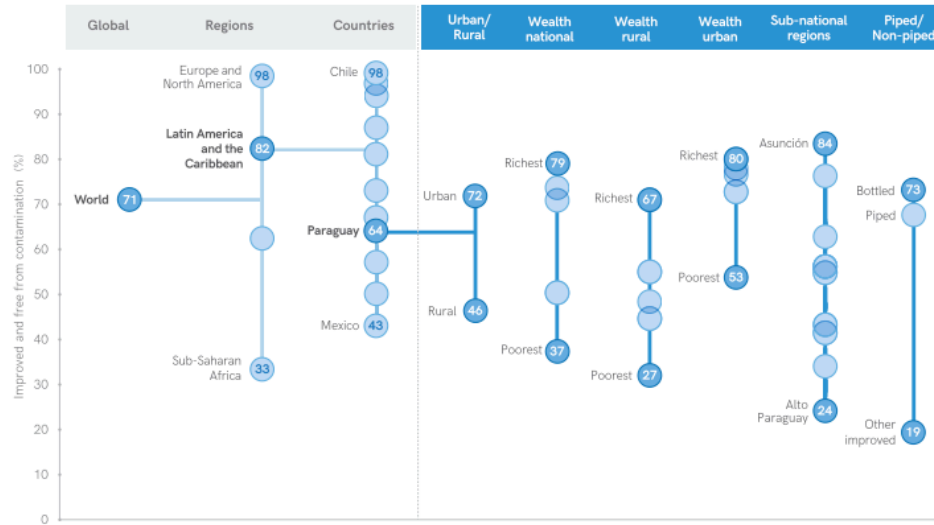 Global
Regions
Countries
Urban/
Rural
Wealth
national
Wealth
rural
Wealth
urban
Sub-national
regions
Piped/
Non-piped
Improved and free from contamination (%)
100
90
80
70
60
50
40
30
20
10
0
World
71
Europe and
North America
98
Latin America
and the
Caribbean
82
Sub-Saharan
Africa
33
Chile
98
Paraguay
64
Mexico
43
Urban
72
Rural
46
Richest
79
Poorest
37
Richest
67
Poorest
27
Richest
80
Poorest
53
Asunción
84
Alto
Paraguay
24
Bottled
73
Piped
Other
improved
19